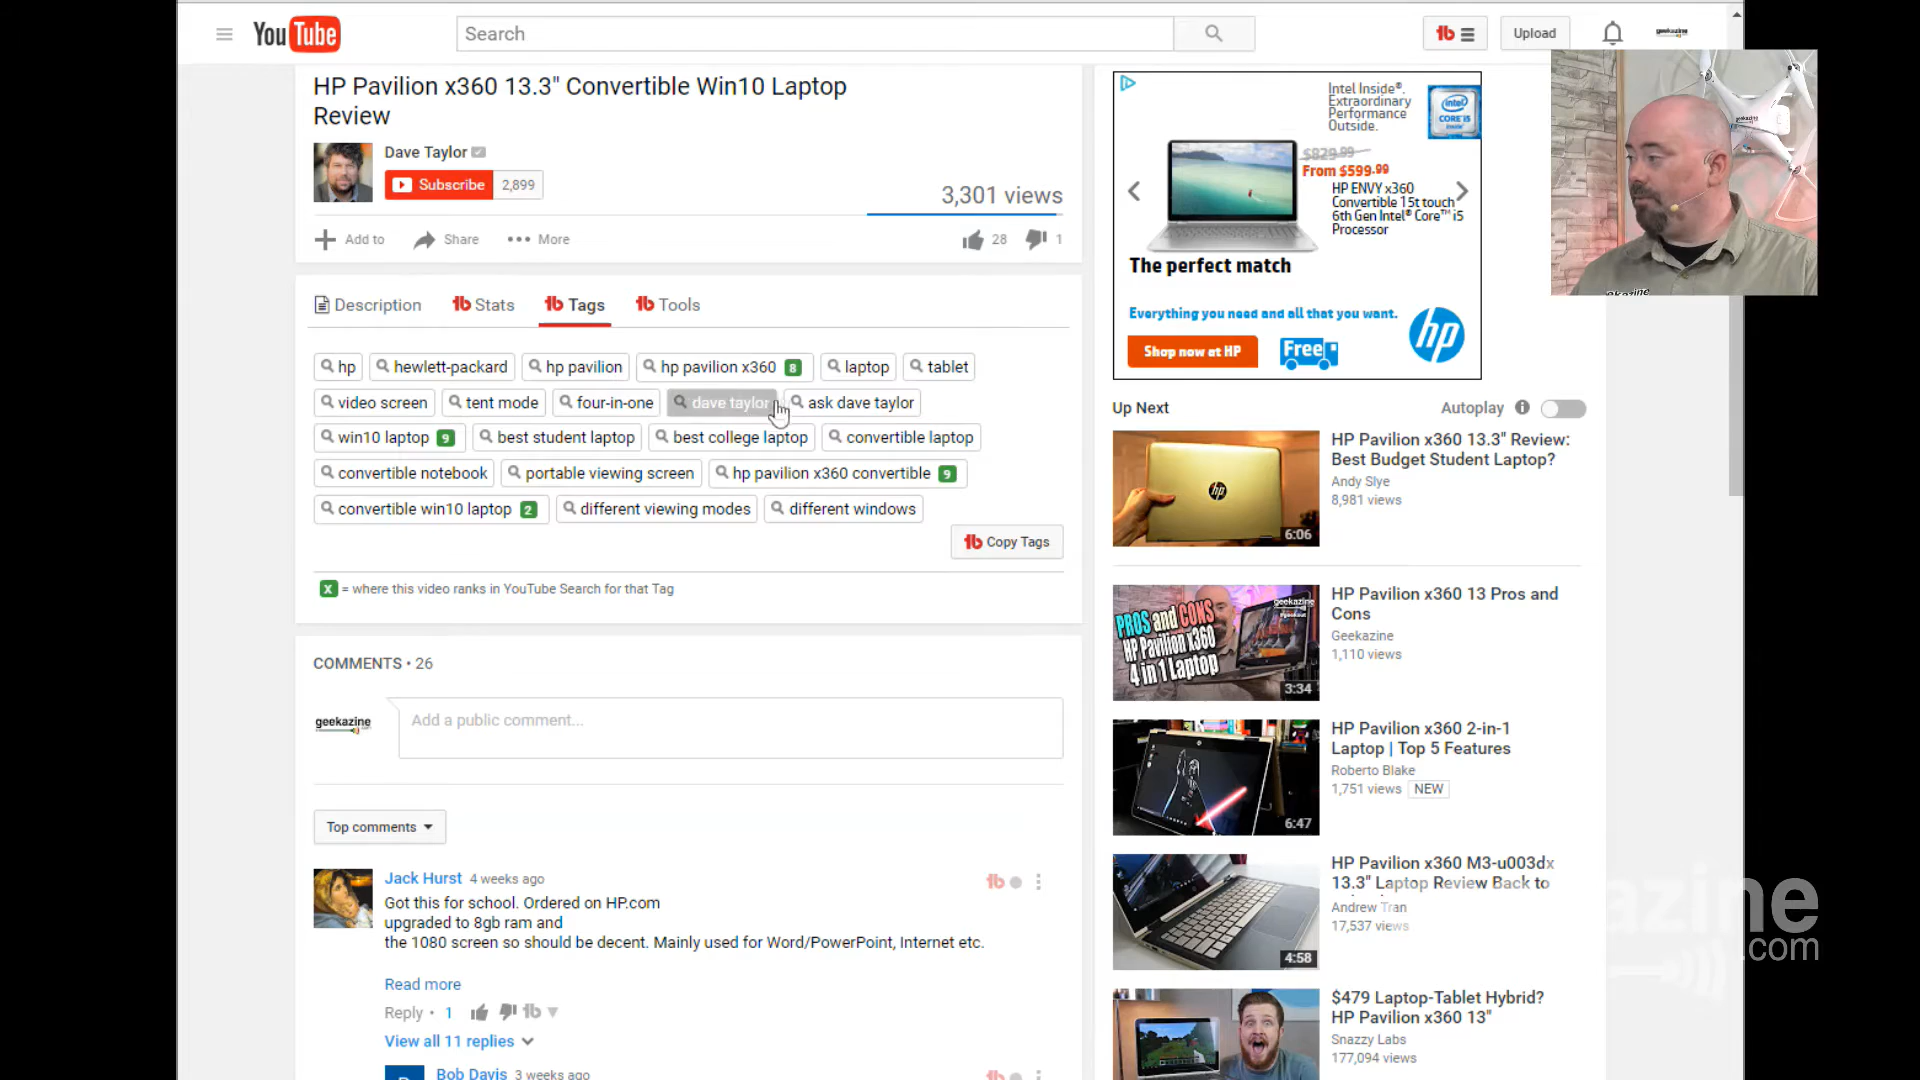 YouTube
Search
Upload
geekazine
HP Pavilion x360 13.3" Convertible Win10 Laptop
Review
Dave Taylor
Subscribe 2,899
3,301 views
Add to Share More 28 1
Description Stats Tags Tools
hp hewlett-packard hp pavilion hp pavilion x360 8 laptop tablet
video screen tent mode four-in-one dave taylor ask dave taylor
win10 laptop 9 best student laptop best college laptop convertible laptop
convertible notebook portable viewing screen hp pavilion x360 convertible 9
convertible win10 laptop 2 different viewing modes different windows
Copy Tags
x = where this video ranks in YouTube Search for that Tag
COMMENTS • 26
geekazine
Add a public comment...
Top comments
Jack Hurst 4 weeks ago
Got this for school. Ordered on HP.com
upgraded to 8gb ram and
the 1080 screen so should be decent. Mainly used for Word/PowerPoint, Internet etc.
Read more
Reply • 1
View all 11 replies
Bob Davis 3 weeks ago
Intel Inside®.
Extraordinary
Performance
Outside.
intel
CORE i5
inside
$829.99
From $599.99
HP ENVY x360
Convertible 15t touch
6th Gen Intel® Core™ i5
Processor
The perfect match
Everything you need and all that you want.
Shop now at HP
Free
hp
Up Next
Autoplay
HP Pavilion x360 13.3" Review:
Best Budget Student Laptop?
Andy Slye
8,981 views
6:06
HP Pavilion x360 13 Pros and
Cons
Geekazine
1,110 views
geekazine
PROS and CONS
HP Pavilion x360
4 in 1 Laptop
3:34
HP Pavilion x360 2-in-1
Laptop | Top 5 Features
Roberto Blake
1,751 views NEW
6:47
HP Pavilion x360 M3-u003dx
13.3" Laptop Review Back to
Andrew Tran
17,537 views
4:58
$479 Laptop-Tablet Hybrid?
HP Pavilion x360 13"
Snazzy Labs
177,094 views
geekazine
geekazine
azine
.com